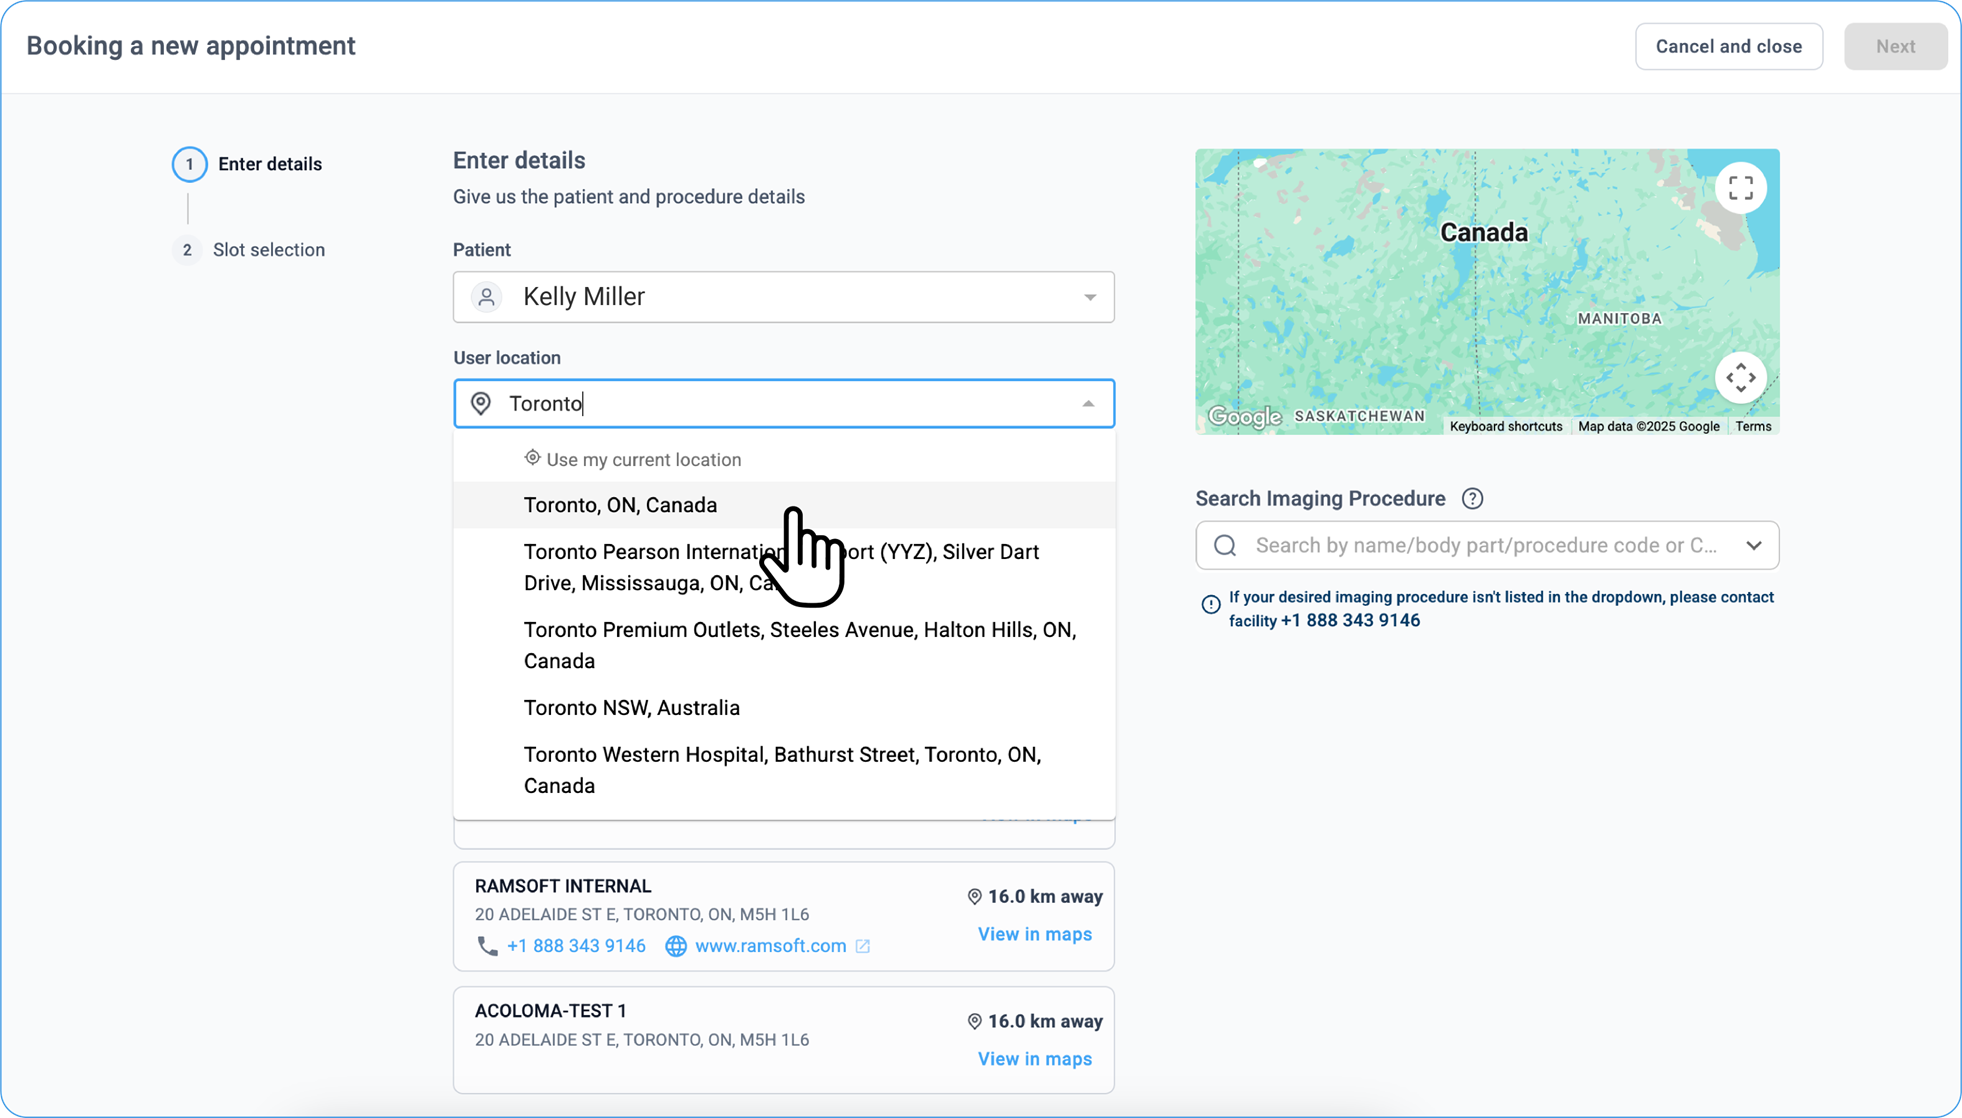 Booking a new appointment
Cancel and close
Next
1
Enter details
2
Slot selection
Enter details
Give us the patient and procedure details
Patient
Kelly Miller
User location
Toronto
Use my current location
Toronto, ON, Canada
Toronto Pearson (YYZ), Silver Dart
Drive, Mississauga, ON,
Toronto Premium Outlets, Steeles Avenue, Halton Hills, ON,
Canada
Toronto NSW, Australia
Toronto Western Hospital, Bathurst Street, Toronto, ON,
Canada
RAMSOFT INTERNAL
20 ADELAIDE ST E, TORONTO, ON, M5H 1L6
+1 888 343 9146 www.ramsoft.com
16.0 km away
View in maps
ACOLOMA-TEST 1
20 ADELAIDE ST E, TORONTO, ON, M5H 1L6
16.0 km away
View in maps
Canada
MANITOBA
SASKATCHEWAN
Google
Keyboard shortcuts
Map data ©2025 Google
Terms
Search Imaging Procedure
Search by name/body part/procedure code or C...
If your desired imaging procedure isn't listed in the dropdown, please contact
facility +1 888 343 9146